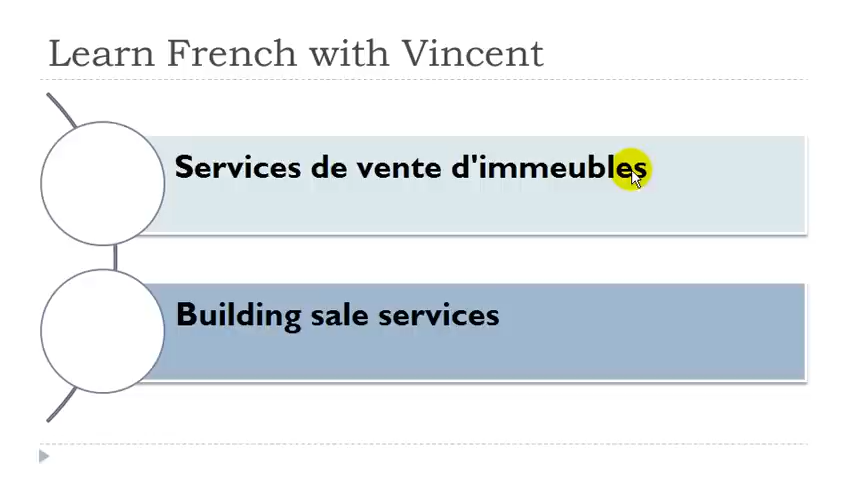 Learn French with Vincent
Services de vente d'immeubles
Building sale services